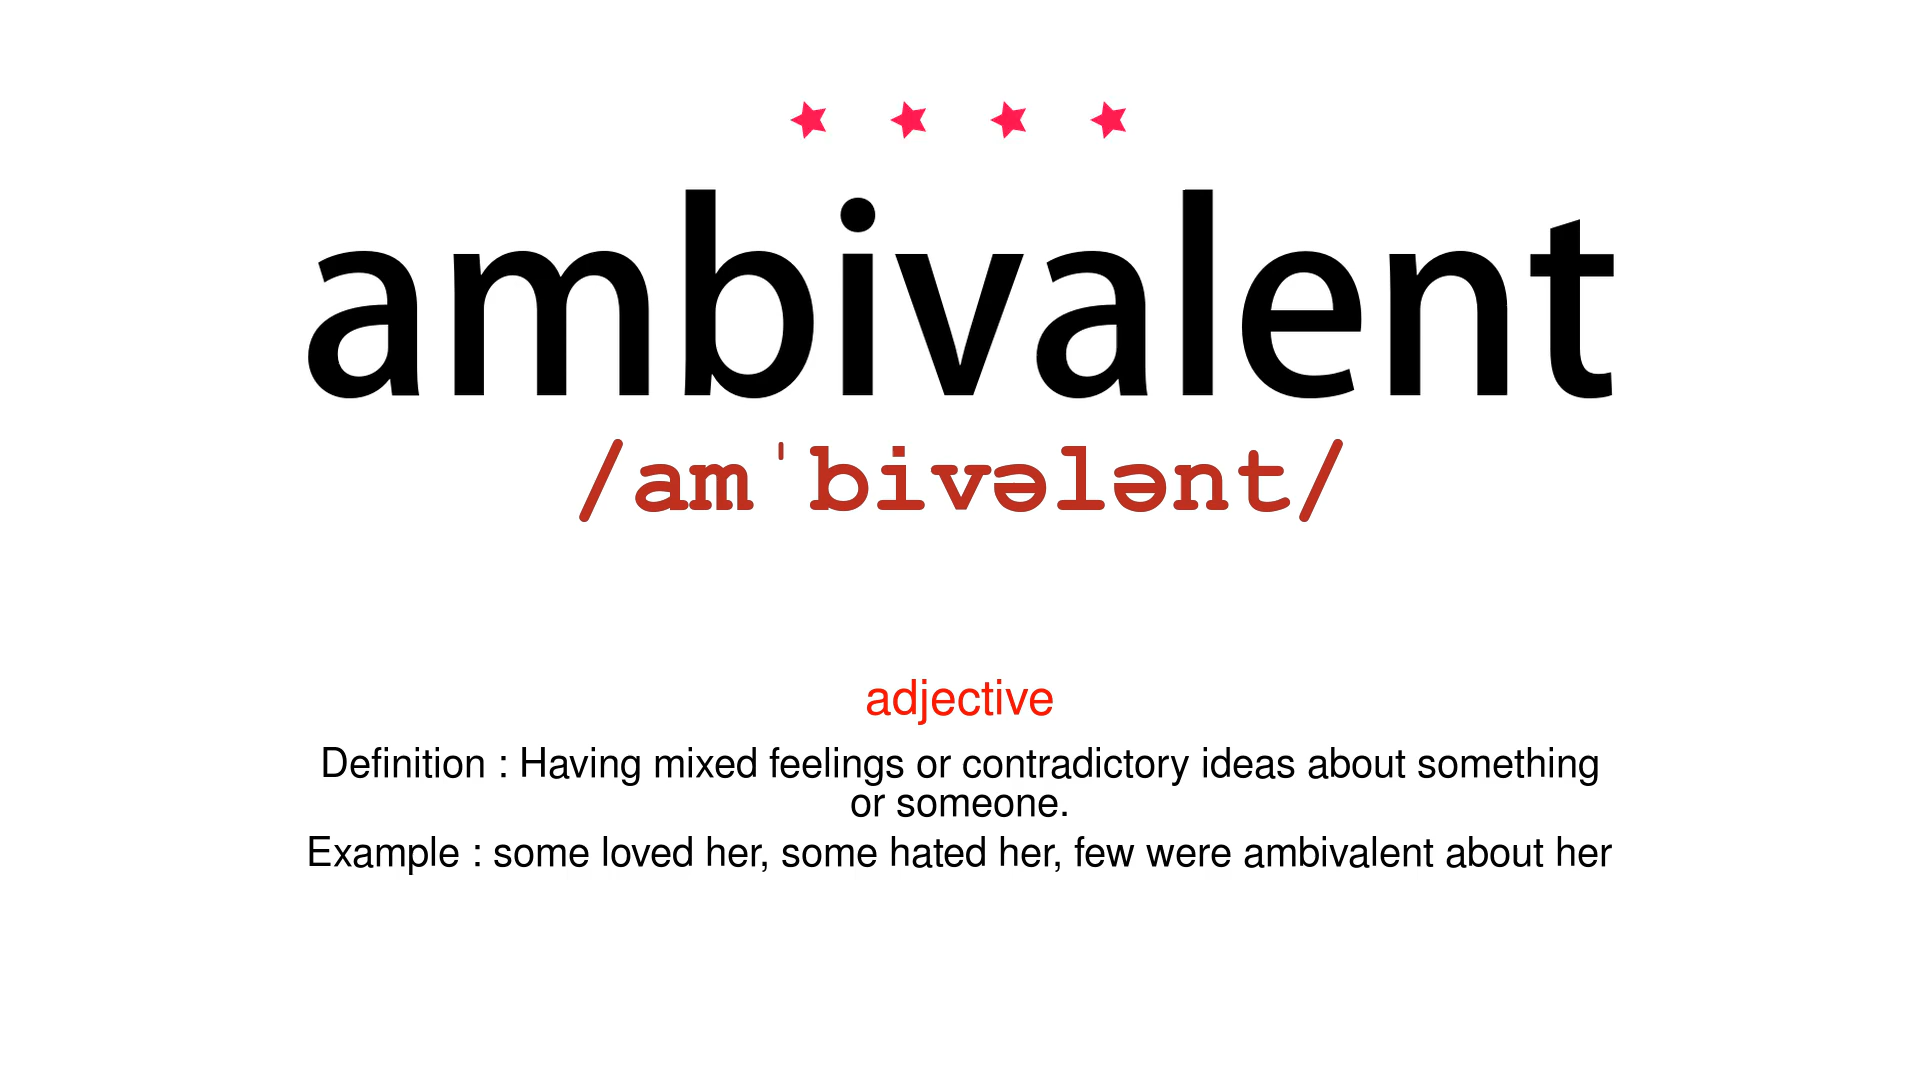 ambivalent
/amˈbivələnt/
adjective
Definition : Having mixed feelings or contradictory ideas about something
or someone.
Example : some loved her, some hated her, few were ambivalent about her